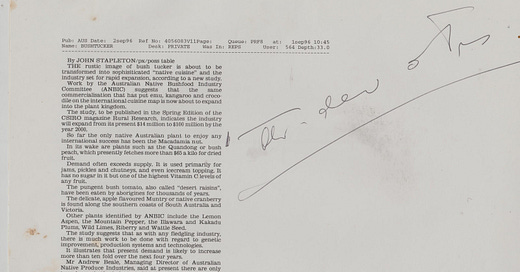 Pub: AUS Date: 2sep96 Ref No: 4056063V11Page: Queue: PRPS at: 1sep96 10:45
Name: BUSHTUCKER Desk: PRIVATE Was In: REPS User: 564 Depth:33.0
By JOHN STAPLETON/px/pos: table
THE rustic image of bush tucker is about to be
transformed into sophisticated "native cuisine" and the
industry set for rapid expansion, according to a new study.
Work by the Australian Native Bushfood Industry
Committee (ANBIC) suggests that the same
commercialisation that has put emu, kangaroo and croco-
dile on the international cuisine map is now about to expand
into the plant kingdom.
The study, to be published in the Spring Edition of the
CSIRO magazine Rural Research, indicates the industry
will expand from its present $14 million to $100 million by the
year 2000.
So far the only native Australian plant to enjoy any
international success has been the Macadamia nut.
In its wake are plants such as the Quandong or bush
peach, which presently fetches more than $65 a kilo for dried
fruit.
Demand often exceeds supply. It is used primarily for
jams, pickles and chutneys, and even icecream topping. It
has no sugar in it but one of the highest Vitamin C levels of
any fruit.
The pungent bush tomato, also called "desert raisins",
have been eaten by aborigines for thousands of years.
The delicate, apple flavoured Muntry or native cranberry
is found along the southern coasts of South Australia and
Victoria.
Other plants identified by ANBIC include the Lemon
Aspen, the Mountain Pepper, the Illawara and Kakadu
Plums, Wild Limes, Riberry and Wattle Seed.
The study suggests that as with any fledgling industry,
there is much work to be done with regard to genetic
improvement, production systems and technologies.
It illustrates that present demand is likely to increase
more than ten fold over the next four years.
Mr Andrew Beale, Managing Director of Australian
Native Produce Industries, said at present there are only